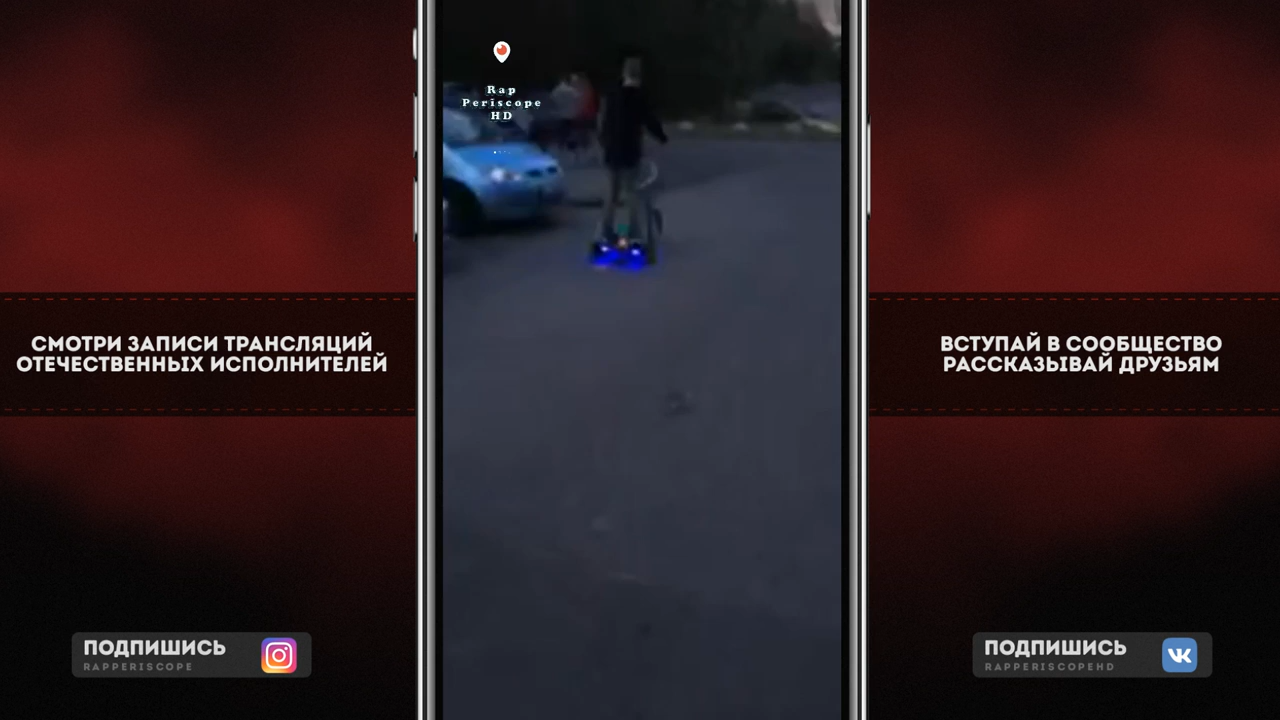 Rap
Periscope
HD
СМОТРИ ЗАПИСИ ТРАНСЛЯЦИЙ
ОТЕЧЕСТВЕННЫХ ИСПОЛНИТЕЛЕЙ
ВСТУПАЙ В СООБЩЕСТВО
РАССКАЗЫВАЙ ДРУЗЬЯМ
ПОДПИШИСЬ
RAPPERISCOPE
ПОДПИШИСЬ
RAPPERISCOPEHD